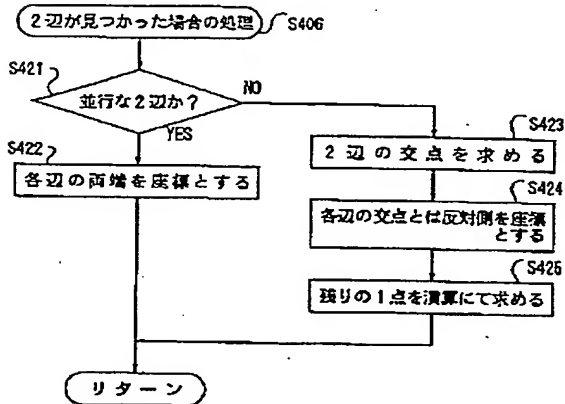 2辺が見つかった場合の処理
S406
S421
並行な2辺か?
NO
YES
S422
各辺の両端を座標とする
S423
2辺の交点を求める
S424
各辺の交点とは反対側を座標
とする
S425
残りの1点を演算にて求める
リターン